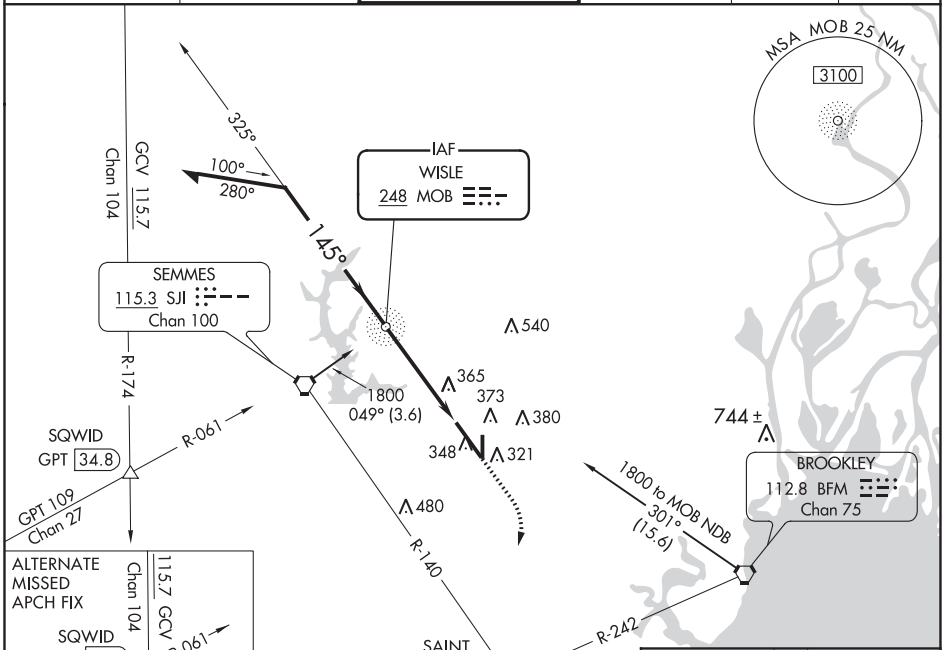 MSA MOB 25 NM
3100
325°
GCV 115.7
Chan 104
100°
280°
IAF
WISLE
248 MOB
145°
SEMMES
115.3 SJI
Chan 100
540
R-174
1800
049° (3.6)
365
373
380
744 ±
348
321
SQWID
GPT 34.8
R-061
GPT 109
Chan 27
480
1800 to MOB NDB
301°
(15.6)
BROOKLEY
112.8 BFM
Chan 75
R-140
R-242
ALTERNATE
MISSED
APCH FIX
Chan 104
115.7 GCV
SQWID
R-061
SAINT